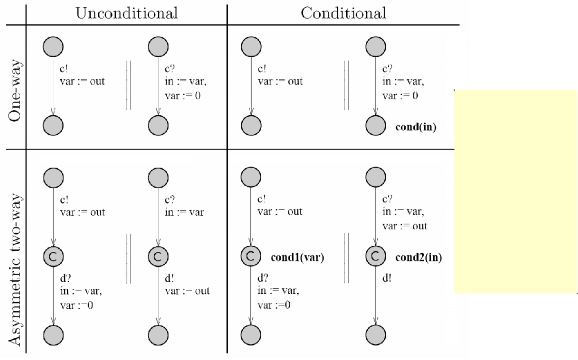 Unconditional
Conditional
One-way
c!
var := out
c?
in := var,
var := 0
c!
var := out
c?
in := var,
var := 0
cond(in)
Asymmetric two-way
c!
var := out
c?
in := var
C
C
d?
in := var,
var :=0
d!
var := out
c!
var := out
c?
in := var,
var := out
C
cond1(var)
C
cond2(in)
d?
in := var,
var :=0
d!